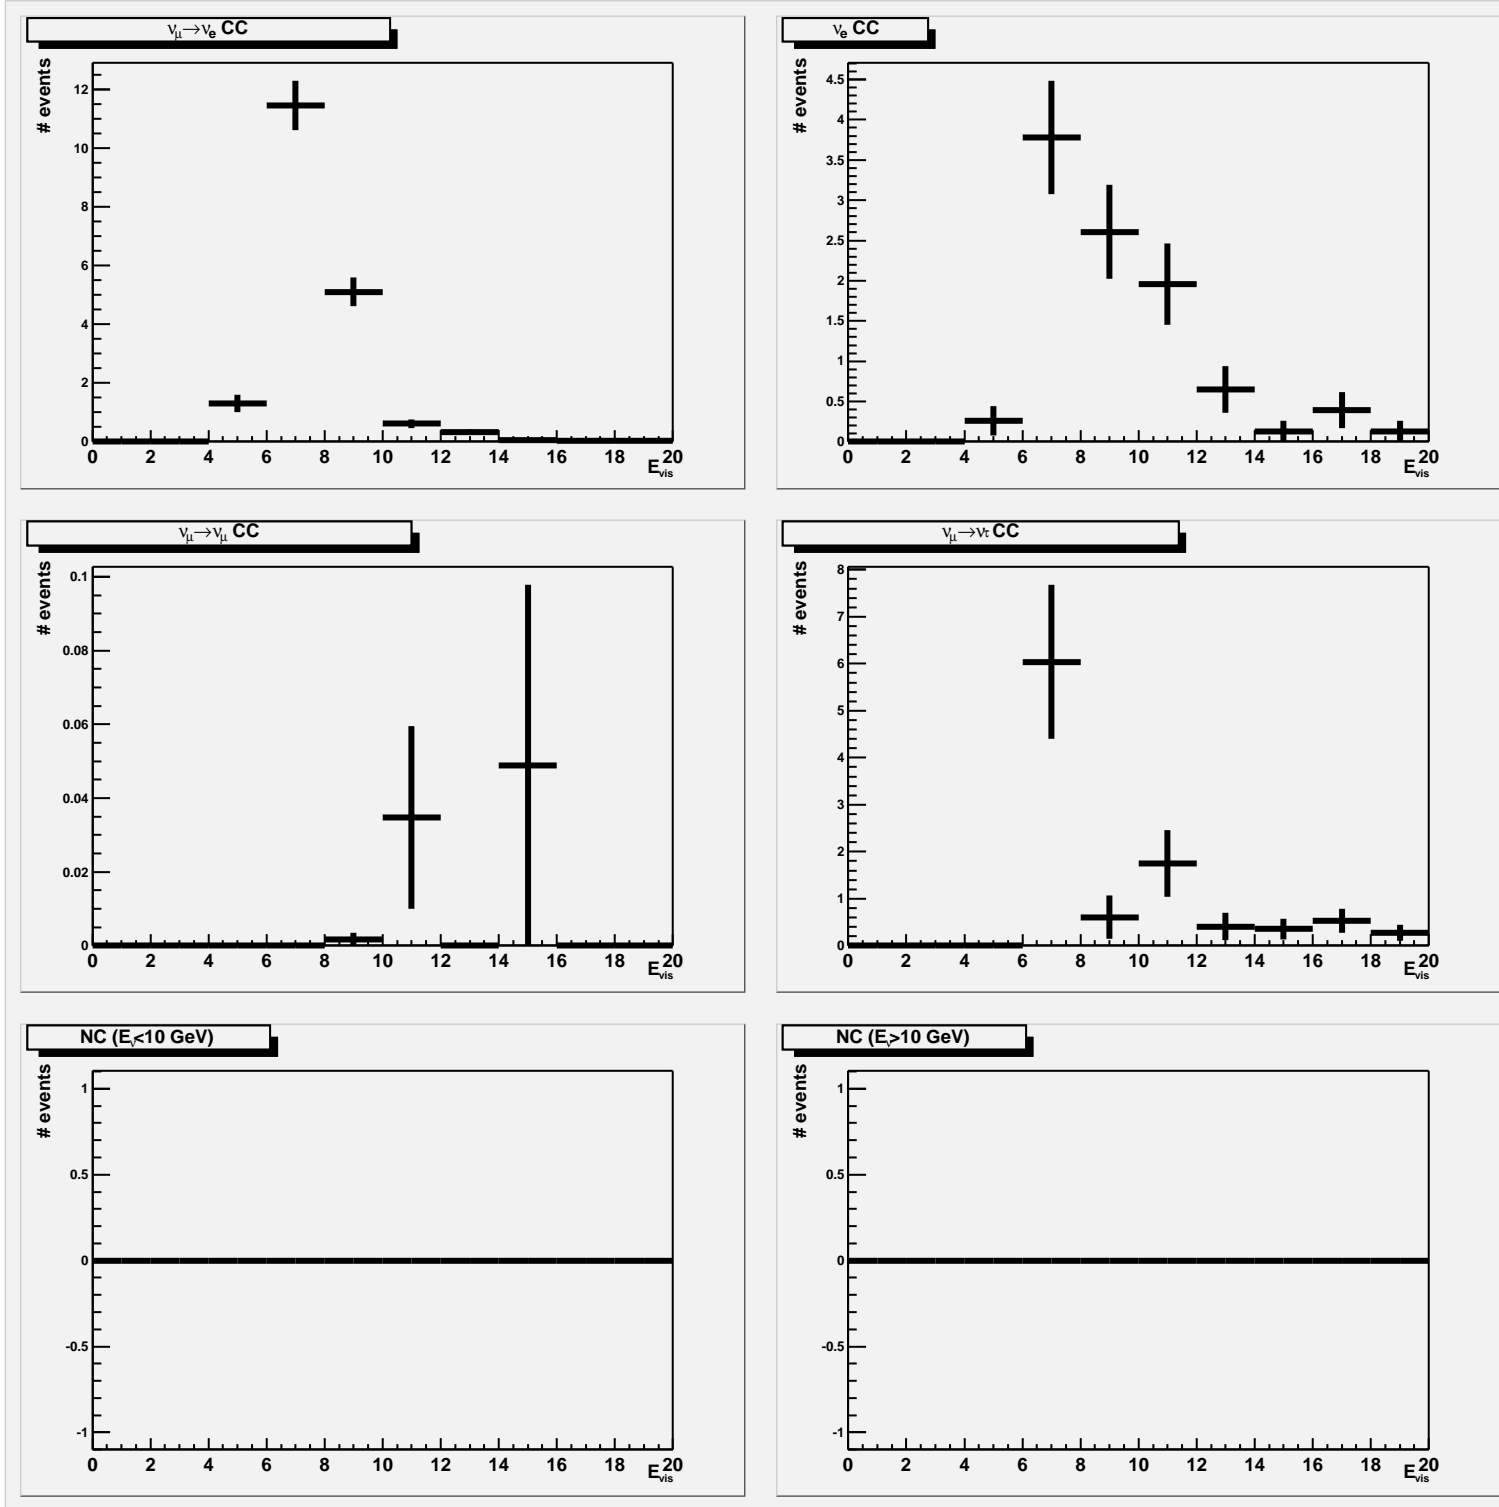 νμ→νe CC
# events
12
10
8
6
4
2
0
0 2 4 6 8 10 12 14 16 18 20
Evis
νe CC
# events
4.5
4
3.5
3
2.5
2
1.5
1
0.5
0
0 2 4 6 8 10 12 14 16 18 20
Evis
νμ→νμ CC
# events
0.1
0.08
0.06
0.04
0.02
0
0 2 4 6 8 10 12 14 16 18 20
Evis
νμ→ντ CC
# events
8
7
6
5
4
3
2
1
0
0 2 4 6 8 10 12 14 16 18 20
Evis
NC (Eν<10 GeV)
# events
1
0.5
0
-0.5
-1
0 2 4 6 8 10 12 14 16 18 20
Evis
NC (Eν>10 GeV)
# events
1
0.5
0
-0.5
-1
0 2 4 6 8 10 12 14 16 18 20
Evis